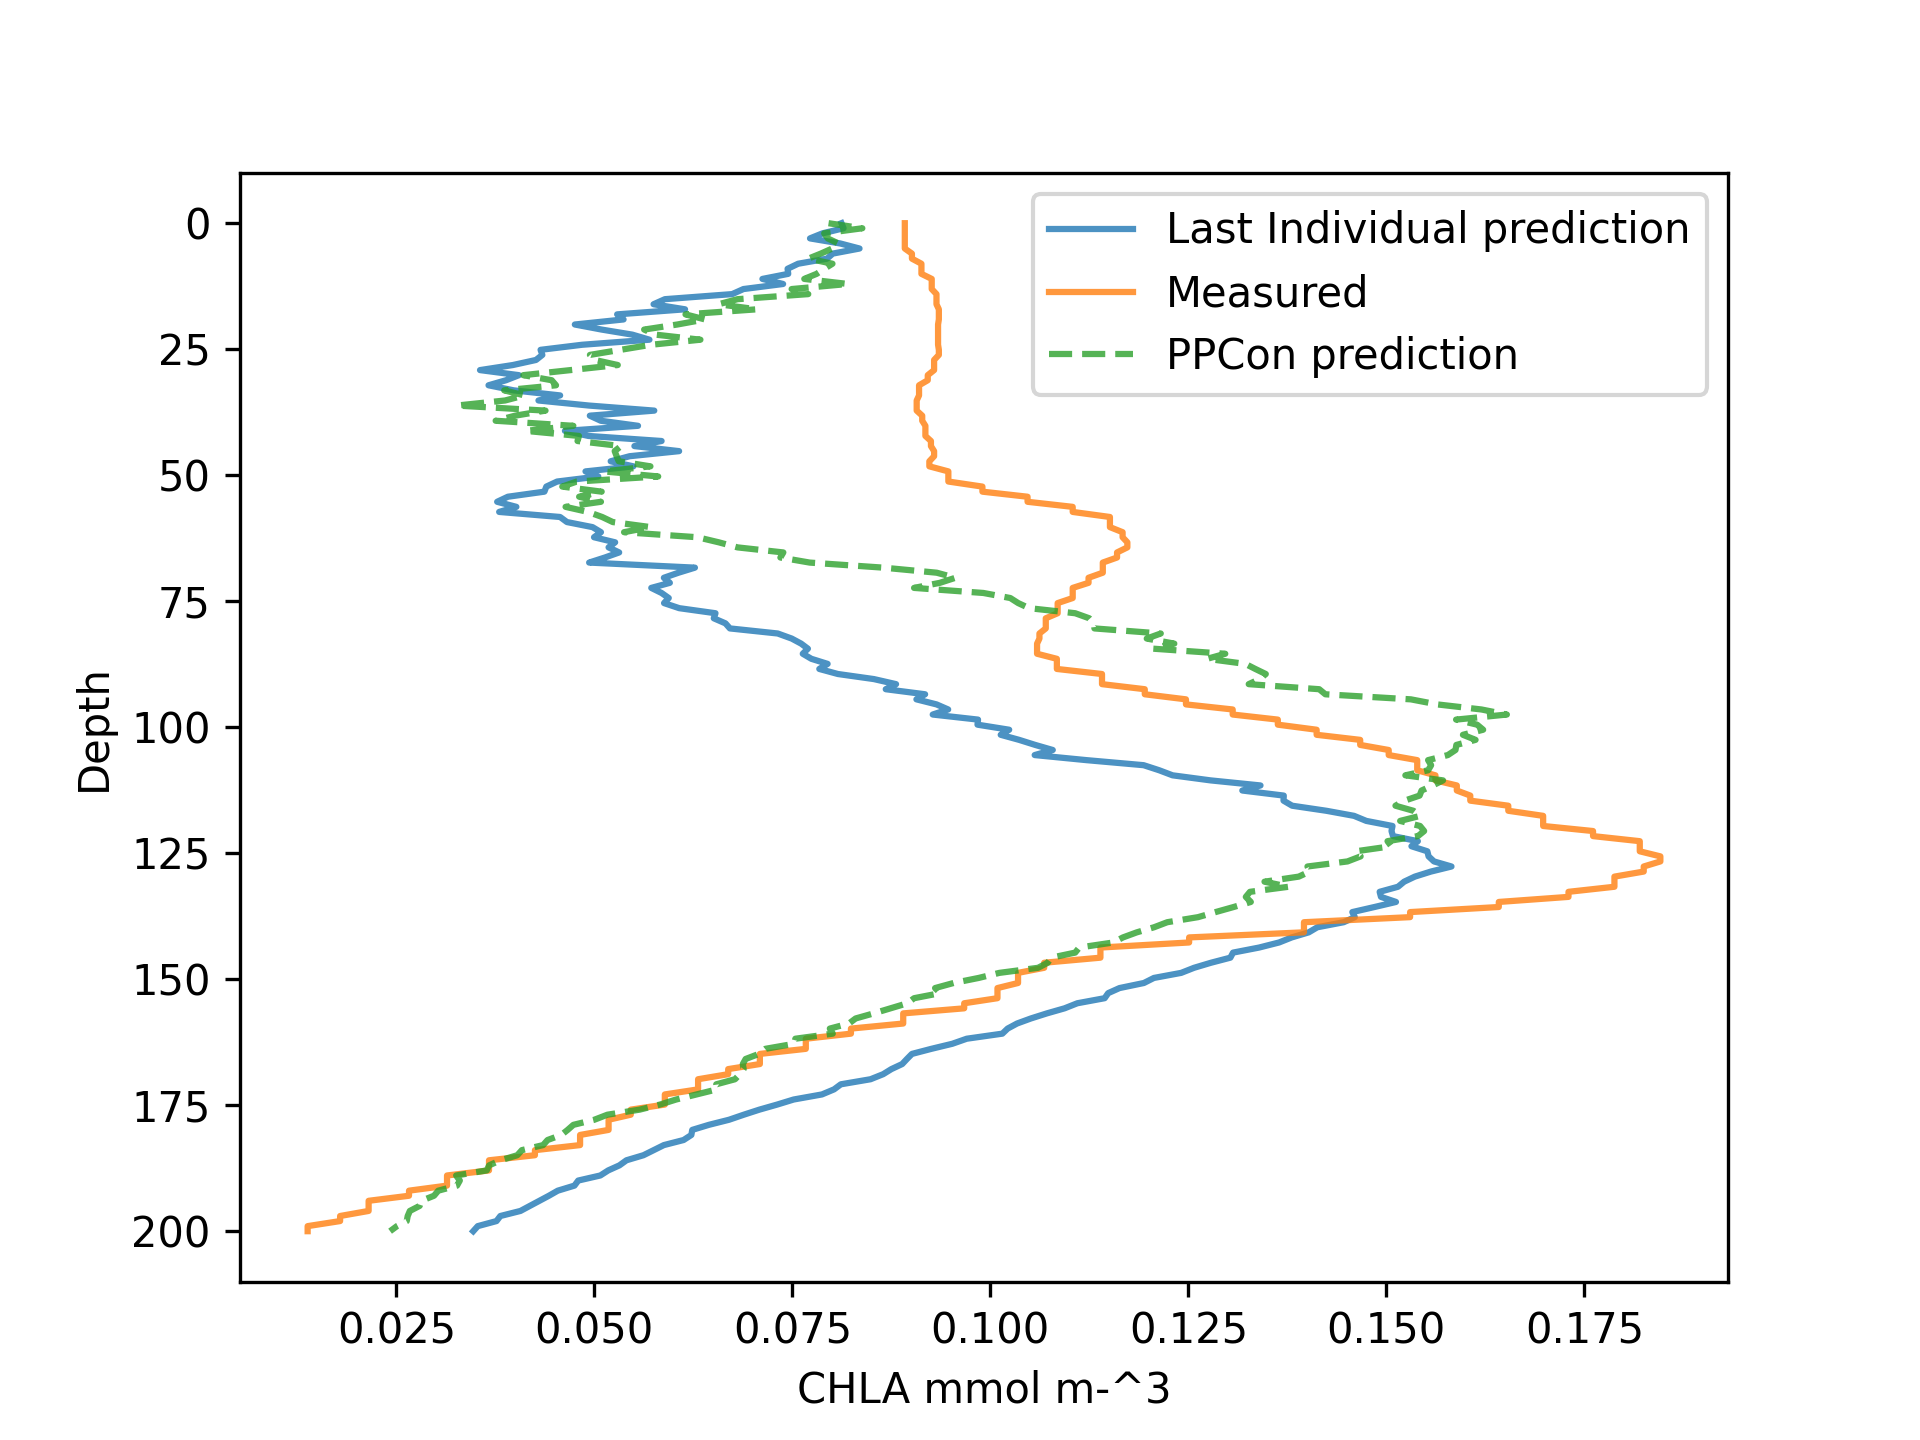 Last Individual prediction
Measured
PPCon prediction
0
25
50
75
100
125
150
175
200
Depth
0.025 0.050 0.075 0.100 0.125 0.150 0.175
CHLA mmol m-^3